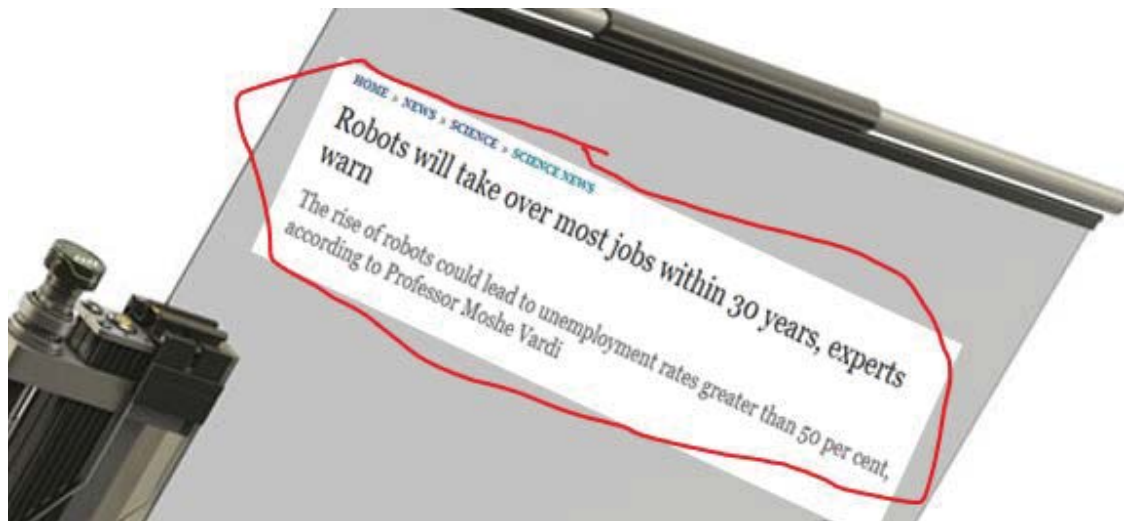 HOME » NEWS » SCIENCE » SCIENCE NEWS
Robots will take over most jobs within 30 years, experts
warn
The rise of robots could lead to unemployment rates greater than 50 per cent,
according to Professor Moshe Vardi